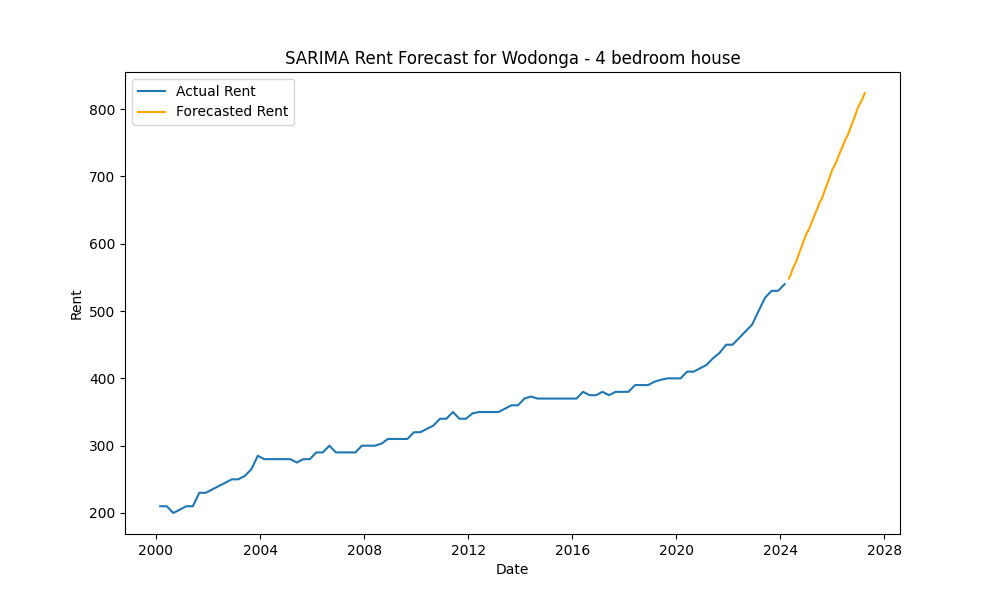 SARIMA Rent Forecast for Wodonga - 4 bedroom house
Actual Rent
Forecasted Rent
800
700
600
500
400
300
200
Rent
2000 2004 2008 2012 2016 2020 2024 2028
Date